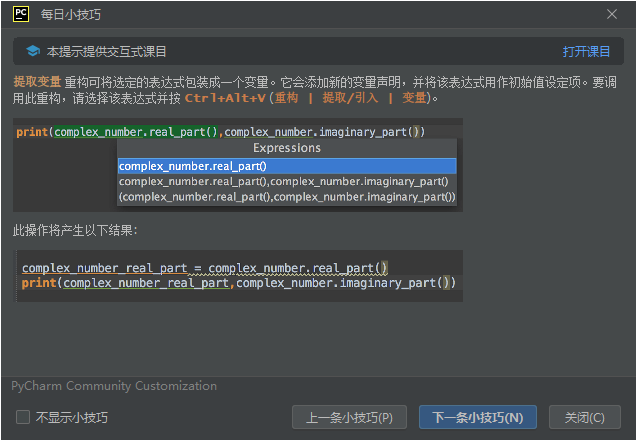 PC 每日小技巧
本提示提供交互式课目 打开课目
提取变量 重构可将选定的表达式包装成一个变量。它会添加新的变量声明，并将该表达式用作初始值设定项。要调
用此重构，请选择该表达式并按 Ctrl+Alt+V (重构 | 提取/引入 | 变量)。
print(complex_number.real_part(),complex_number.imaginary_part())
Expressions
complex_number.real_part()
complex_number.real_part(),complex_number.imaginary_part()
(complex_number.real_part(),complex_number.imaginary_part())
此操作将产生以下结果：
complex_number_real_part = complex_number.real_part()
print(complex_number_real_part,complex_number.imaginary_part())
PyCharm Community Customization
不显示小技巧 上一条小技巧(P) 下一条小技巧(N) 关闭(C)